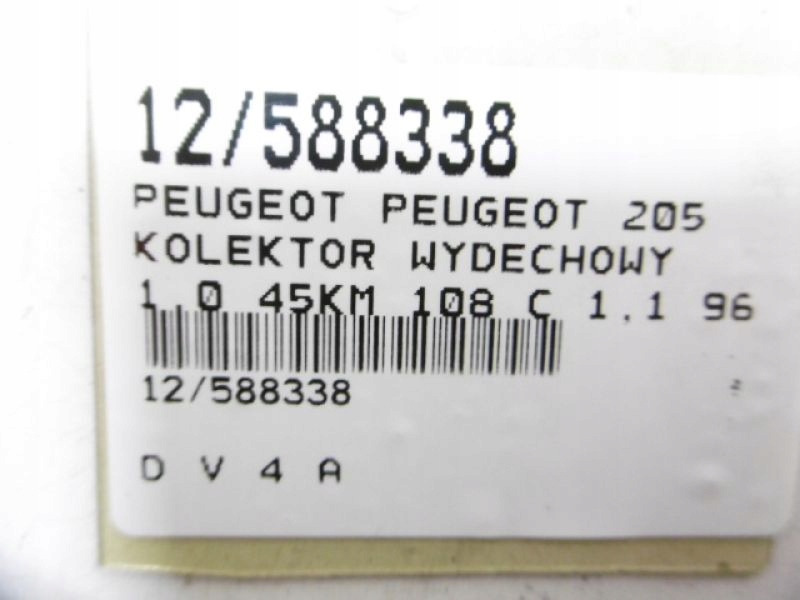 12/588338
PEUGEOT PEUGEOT 205
KOLEKTOR WYDECHOWY
1.0 45KM 108 C 1.1 96
12/588338
D V 4 A